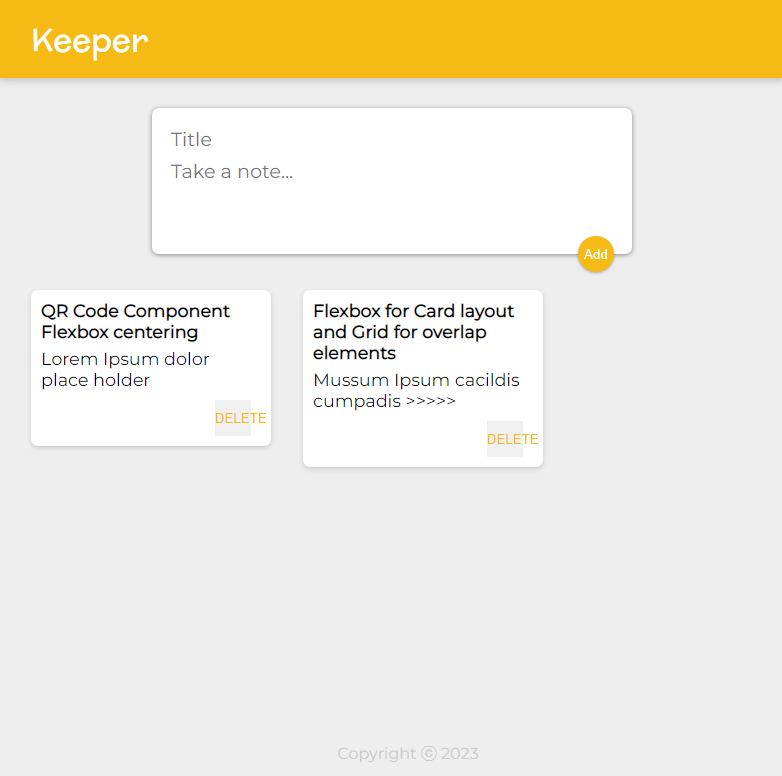 Keeper
Title
Take a note...
Add
QR Code Component
Flexbox centering
Lorem Ipsum dolor
place holder
DELETE
Flexbox for Card layout
and Grid for overlap
elements
Mussum Ipsum cacildis
cumpadis >>>>>
DELETE
Copyright ⓒ 2023